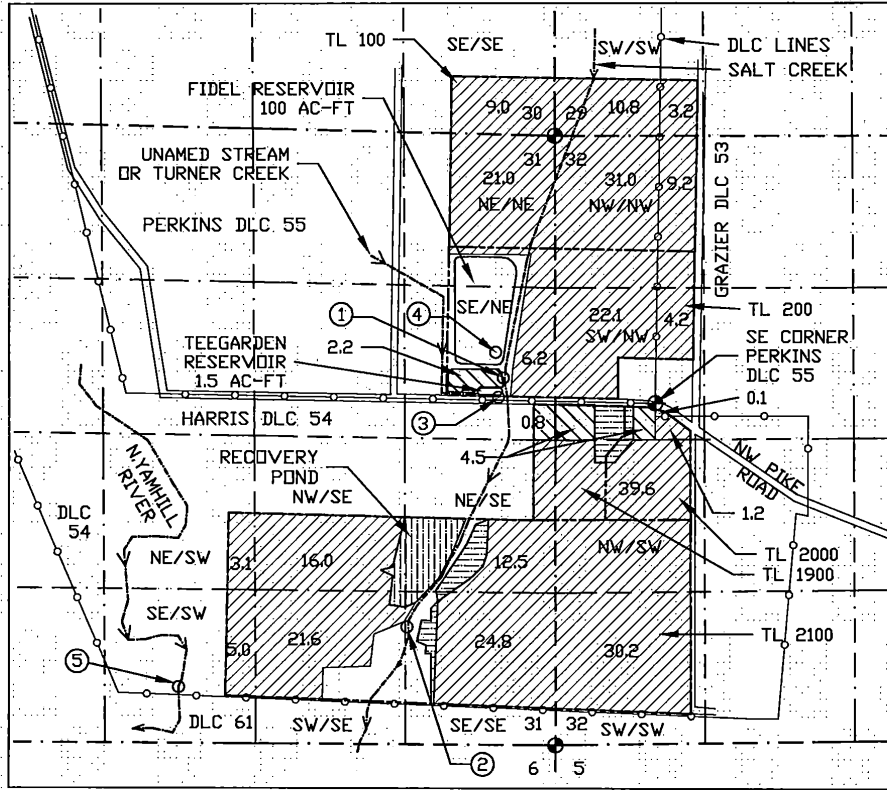 TL 100
SE/SE
SW/SW
DLC LINES
SALT CREEK
FIDEL RESERVOIR
100 AC-FT
9.0
30
29
10.8
3.2
UNAMED STREAM
OR TURNER CREEK
31
32
21.0
NE/NE
31.0
NW/NW
9.2
GRAZIER DLC 53
PERKINS DLC 55
SE/NE
1
4
22.1
SW/NW
4.2
TL 200
TEEGARDEN
RESERVOIR
1.5 AC-FT
2.2
6.2
SE CORNER
PERKINS
DLC 55
0.1
HARRIS DLC 54
3
0.8
4.5
NW PIKE
ROAD
N.YAMHILL
RIVER
RECOVERY
POND
NW/SE
NE/SE
39.6
1.2
DLC
54
NE/SW
3.1
16.0
12.5
NW/SW
TL 2000
TL 1900
SE/SW
5.0
21.6
24.8
30.2
TL 2100
5
DLC 61
SW/SE
SE/SE
31
32
SW/SW
2
6
5